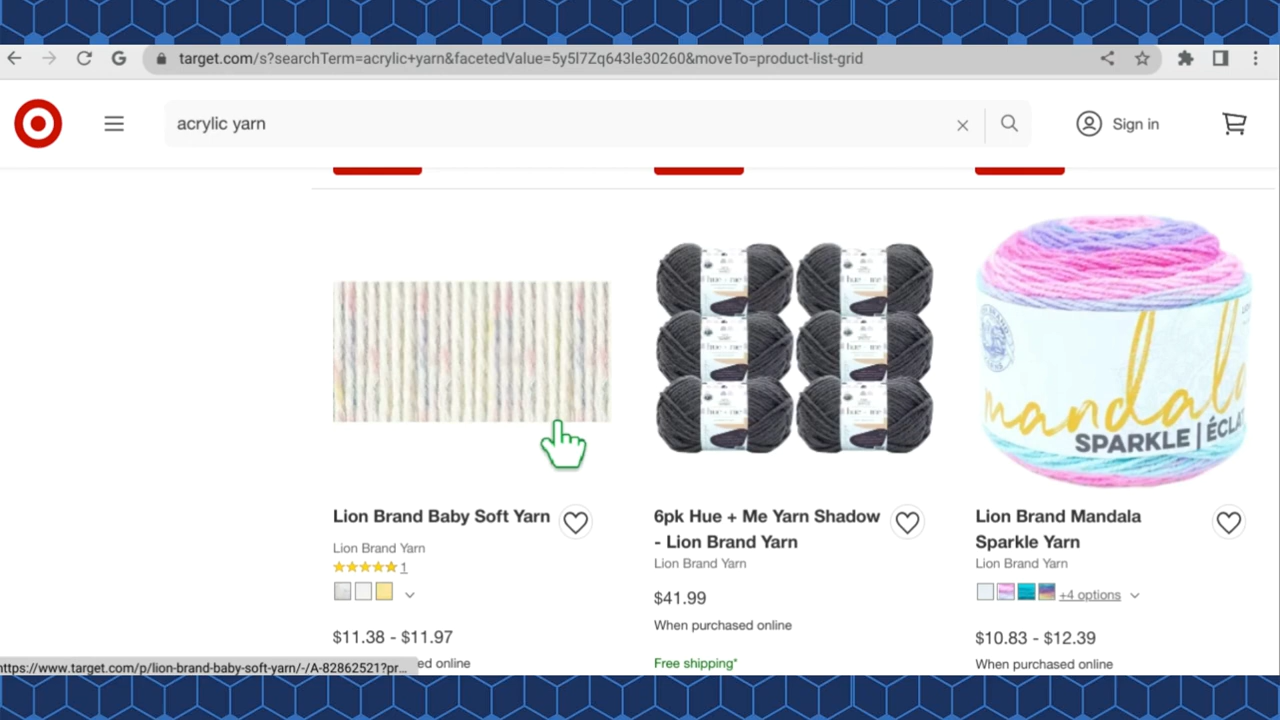 target.com/s?searchTerm=acrylic+yarn&facetedValue=5y5l7Zq643le30260&moveTo=product-list-grid
acrylic yarn
Sign in
mandala
SPARKLE | ÉCLA
Lion Brand Baby Soft Yarn
Lion Brand Yarn
1
$11.38 - $11.97
ed online
6pk Hue + Me Yarn Shadow
- Lion Brand Yarn
Lion Brand Yarn
$41.99
When purchased online
Free shipping*
Lion Brand Mandala
Sparkle Yarn
Lion Brand Yarn
+4 options
$10.83 - $12.39
When purchased online
https://www.target.com/p/lion-brand-baby-soft-yarn/-/A-82862521?pr...